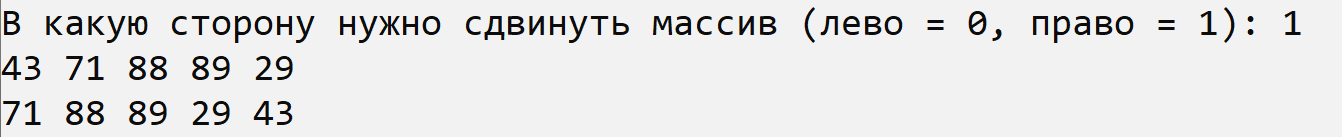 В какую сторону нужно сдвинуть массив (лево = 0, право = 1): 1
43 71 88 89 29
71 88 89 29 43